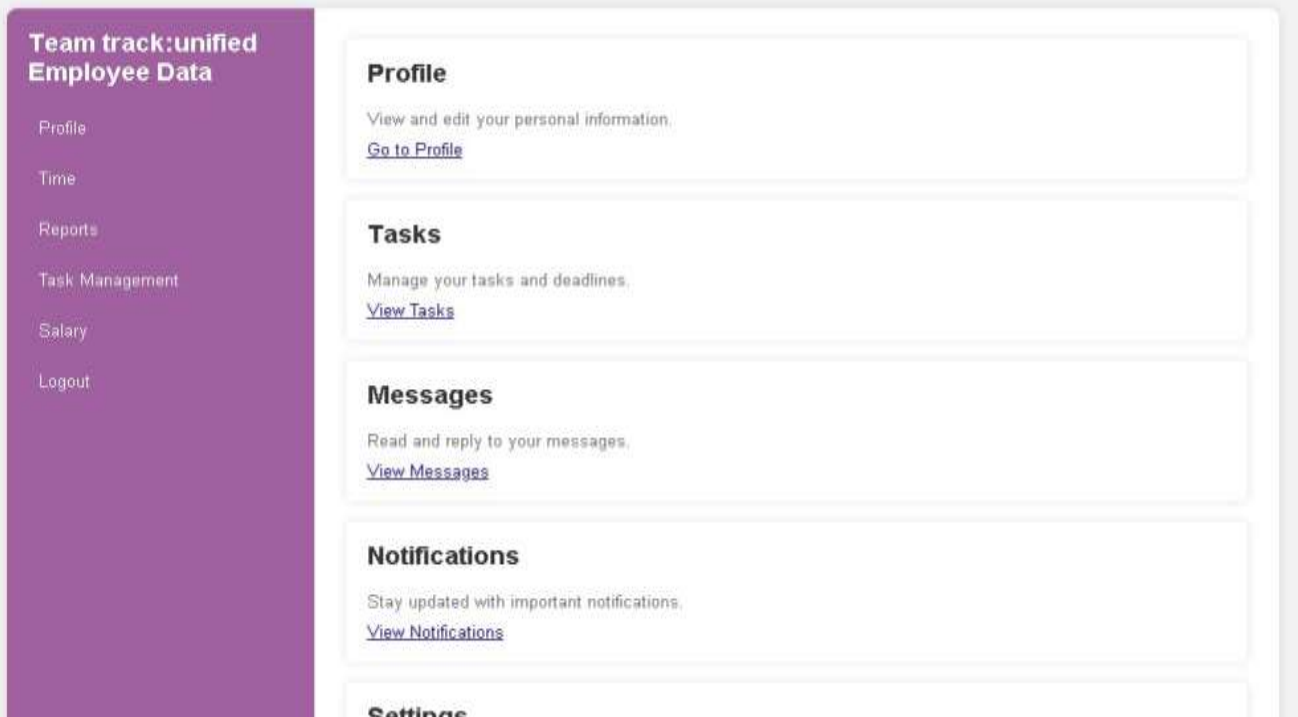 Team track:unified
Employee Data
Profile
Time
Reports
Task Management
Salary
Logout
Profile
View and edit your personal information.
Go to Profile
Tasks
Manage your tasks and deadlines.
View Tasks
Messages
Read and reply to your messages.
View Messages
Notifications
Stay updated with important notifications.
View Notifications
Settings